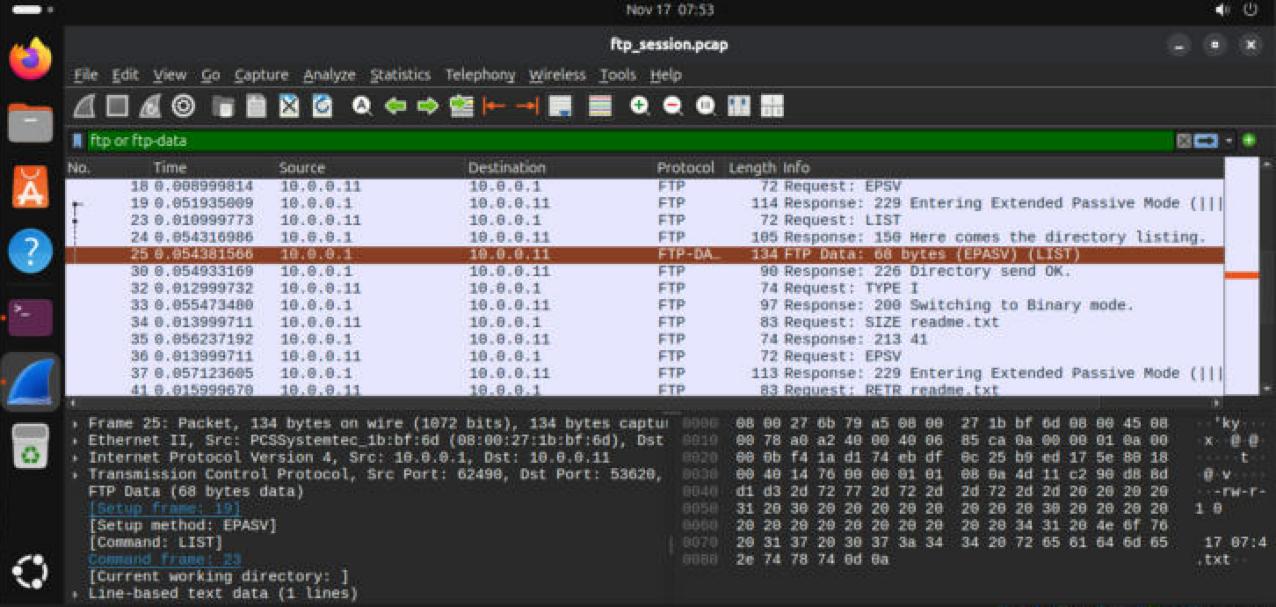 Nov 17 07:53
ftp_session.pcap
File Edit View Go Capture Analyze Statistics Telephony Wireless Tools Help
ftp or ftp-data
No. Time Source Destination Protocol Length Info
18 0.008999814 10.0.0.11 10.0.0.1 FTP 72 Request: EPSV
19 0.051935009 10.0.0.1 10.0.0.11 FTP 114 Response: 229 Entering Extended Passive Mode (|||
23 0.010999773 10.0.0.11 10.0.0.1 FTP 72 Request: LIST
24 0.054316986 10.0.0.1 10.0.0.11 FTP 105 Response: 150 Here comes the directory listing.
25 0.054381566 10.0.0.1 10.0.0.11 FTP-DA… 134 FTP Data: 68 bytes (EPASV) (LIST)
30 0.054933169 10.0.0.1 10.0.0.11 FTP 90 Response: 226 Directory send OK.
32 0.012999732 10.0.0.11 10.0.0.1 FTP 74 Request: TYPE I
33 0.055473480 10.0.0.1 10.0.0.11 FTP 97 Response: 200 Switching to Binary mode.
34 0.013999711 10.0.0.11 10.0.0.1 FTP 83 Request: SIZE readme.txt
35 0.056237192 10.0.0.1 10.0.0.11 FTP 74 Response: 213 41
36 0.013999711 10.0.0.11 10.0.0.1 FTP 72 Request: EPSV
37 0.057123605 10.0.0.1 10.0.0.11 FTP 113 Response: 229 Entering Extended Passive Mode (|||
41 0.015999670 10.0.0.11 10.0.0.1 FTP 83 Request: RETR readme.txt
Frame 25: Packet, 134 bytes on wire (1072 bits), 134 bytes captu
Ethernet II, Src: PCSSystemtec_1b:bf:6d (08:00:27:1b:bf:6d), Dst
Internet Protocol Version 4, Src: 10.0.0.1, Dst: 10.0.0.11
Transmission Control Protocol, Src Port: 62490, Dst Port: 53620,
FTP Data (68 bytes data)
[Setup frame: 19]
[Setup method: EPASV]
[Command: LIST]
Command frame: 23
[Current working directory: ]
Line-based text data (1 lines)
0000 08 00 27 6b 79 a5 08 00 27 1b bf 6d 08 00 45 08 ··'ky·
0010 00 78 a0 a2 40 00 40 06 85 ca 0a 00 00 01 0a 00 ·x··@·@·
0020 00 0b f4 1a d1 74 eb df 0c 25 b9 ed 17 5e 80 18 ·····t··
0030 00 40 14 76 00 00 01 01 08 0a 4d 11 c2 90 d8 8d ·@·v····
0040 d1 d3 2d 72 77 2d 72 2d 2d 72 2d 2d 20 20 20 20 ··-rw-r-
0050 31 20 30 20 20 20 20 20 20 20 20 30 20 20 20 20 1 0
0060 20 20 20 20 20 20 20 20 20 20 34 31 20 4e 6f 76
0070 20 31 37 20 30 37 3a 34 34 20 72 65 61 64 6d 65 17 07:4
0080 2e 74 78 74 0d 0a .txt··